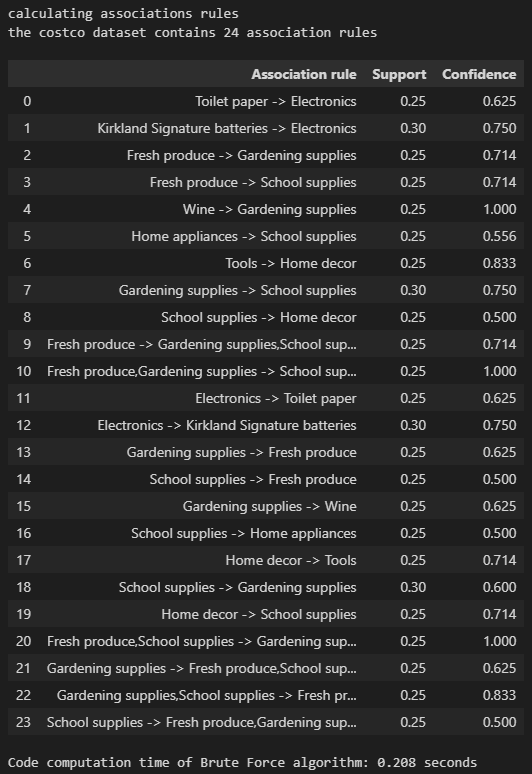 calculating associations rules
the costco dataset contains 24 association rules
Association rule Support Confidence
0 Toilet paper -> Electronics 0.25 0.625
1 Kirkland Signature batteries -> Electronics 0.30 0.750
2 Fresh produce -> Gardening supplies 0.25 0.714
3 Fresh produce -> School supplies 0.25 0.714
4 Wine -> Gardening supplies 0.25 1.000
5 Home appliances -> School supplies 0.25 0.556
6 Tools -> Home decor 0.25 0.833
7 Gardening supplies -> School supplies 0.30 0.750
8 School supplies -> Home decor 0.25 0.500
9 Fresh produce -> Gardening supplies,School sup... 0.25 0.714
10 Fresh produce,Gardening supplies -> School sup... 0.25 1.000
11 Electronics -> Toilet paper 0.25 0.625
12 Electronics -> Kirkland Signature batteries 0.30 0.750
13 Gardening supplies -> Fresh produce 0.25 0.625
14 School supplies -> Fresh produce 0.25 0.500
15 Gardening supplies -> Wine 0.25 0.625
16 School supplies -> Home appliances 0.25 0.500
17 Home decor -> Tools 0.25 0.714
18 School supplies -> Gardening supplies 0.30 0.600
19 Home decor -> School supplies 0.25 0.714
20 Fresh produce,School supplies -> Gardening sup... 0.25 1.000
21 Gardening supplies -> Fresh produce,School sup... 0.25 0.625
22 Gardening supplies,School supplies -> Fresh pr... 0.25 0.833
23 School supplies -> Fresh produce,Gardening sup... 0.25 0.500
Code computation time of Brute Force algorithm: 0.208 seconds